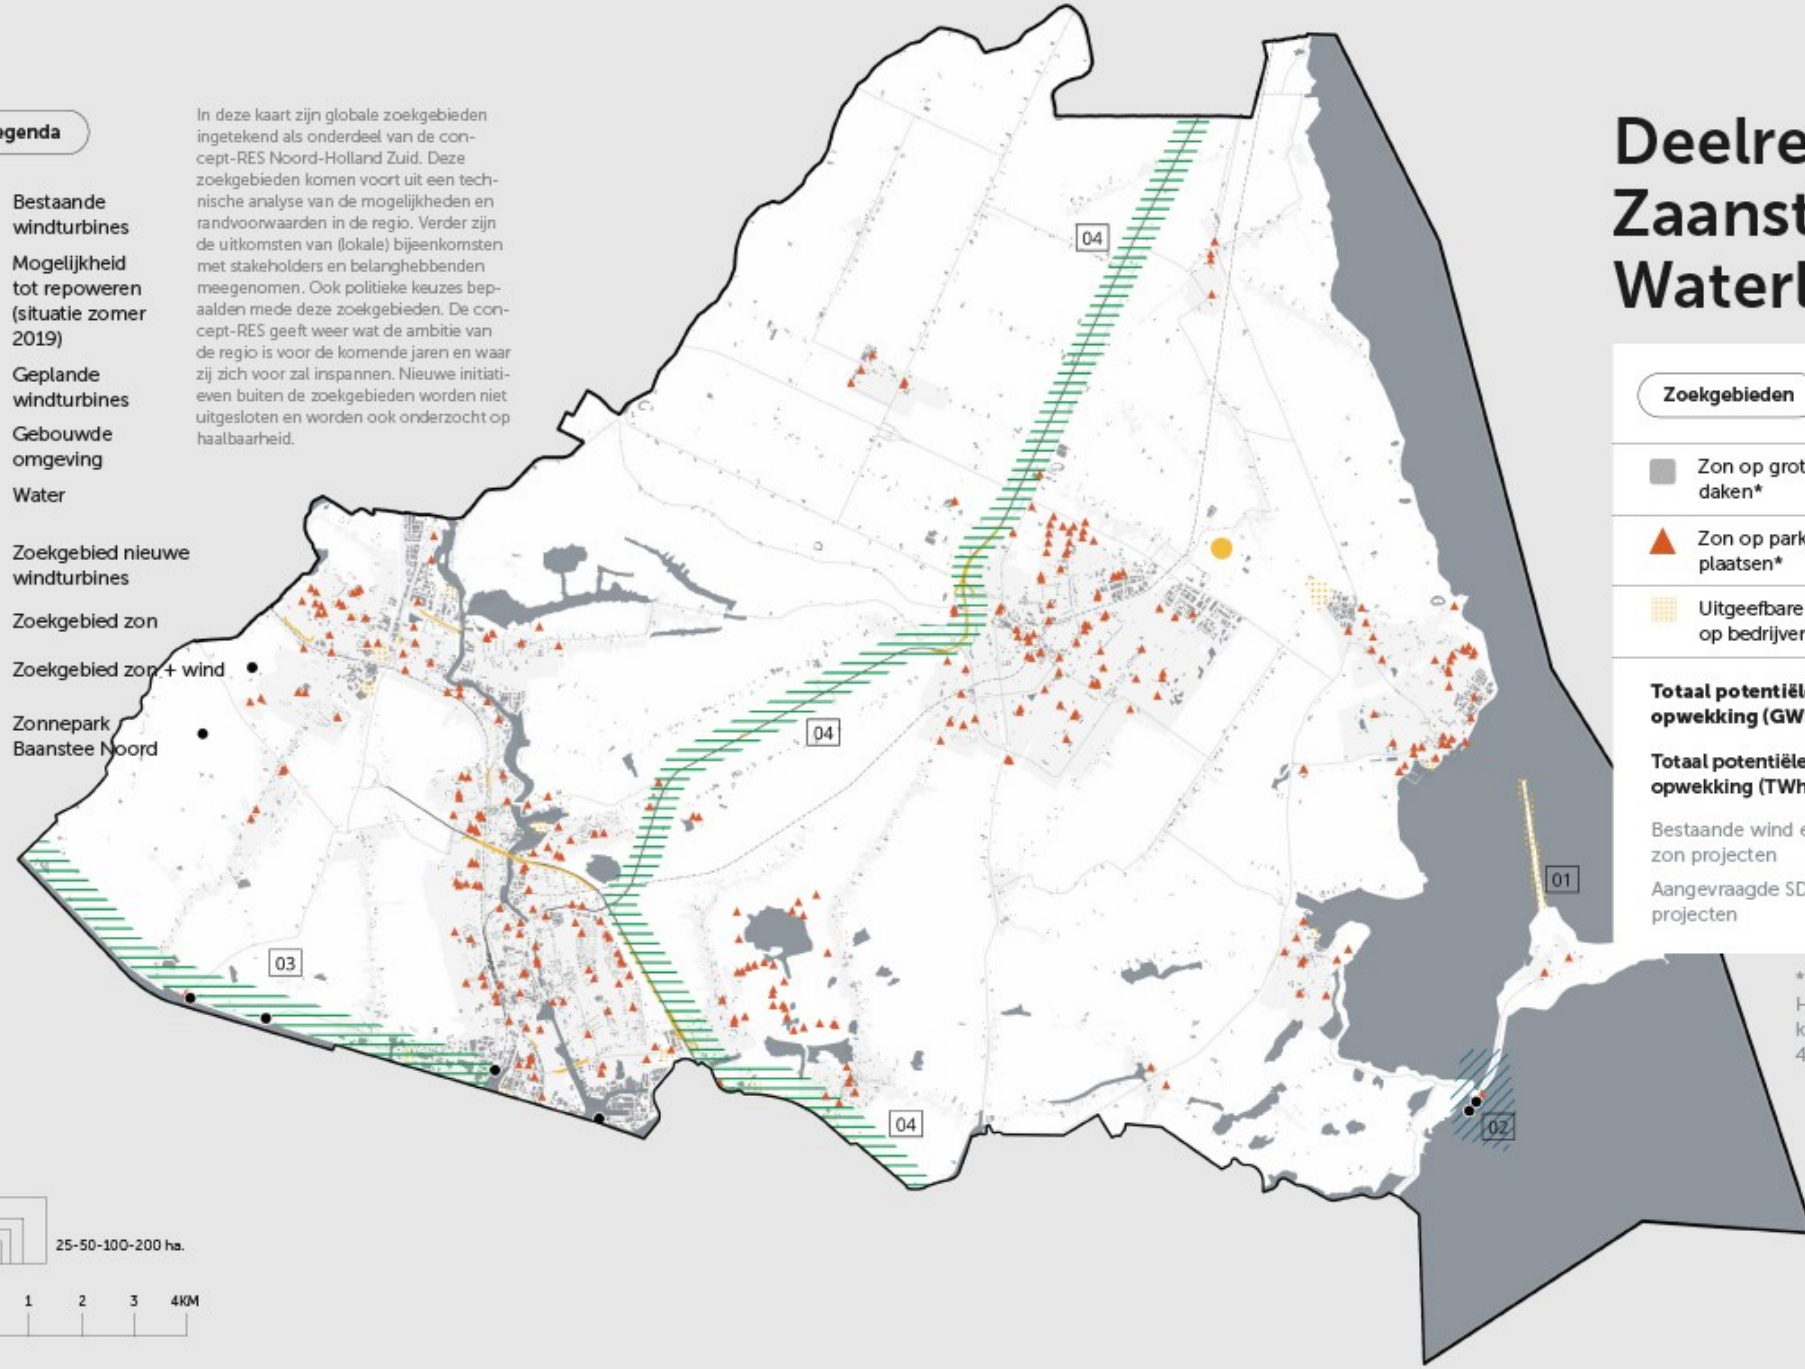 egenda
Bestaande
windturbines
Mogelijkheid
tot repoweren
(situatie zomer
2019)
Geplande
windturbines
Gebouwde
omgeving
Water
Zoekgebied nieuwe
windturbines
Zoekgebied zon
Zoekgebied zon + wind
Zonnepark
Baanstee Noord
25-50-100-200 ha.
1 2 3 4KM
In deze kaart zijn globale zoekgebieden
ingetekend als onderdeel van de con-
cept-RES Noord-Holland Zuid. Deze
zoekgebieden komen voort uit een tech-
nische analyse van de mogelijkheden en
randvoorwaarden in de regio. Verder zijn
de uitkomsten van (lokale) bijeenkomsten
met stakeholders en belanghebbenden
meegenomen. Ook politieke keuzes bep-
aalden mede deze zoekgebieden. De con-
cept-RES geeft weer wat de ambitie van
de regio is voor de komende jaren en waar
zij zich voor zal inspannen. Nieuwe initiati-
even buiten de zoekgebieden worden niet
uitgesloten en worden ook onderzocht op
haalbaarheid.
04
04
03
04
01
02
Deelre
Zaanst
Waterl
Zoekgebieden
Zon op grot
daken*
Zon op park
plaatsen*
Uitgeefbare
op bedrijver
Totaal potentiël
opwekking (GW
Totaal potentiële
opwekking (TWh
Bestaande wind e
zon projecten
Aangevraagde SD
projecten
*
H
k
4